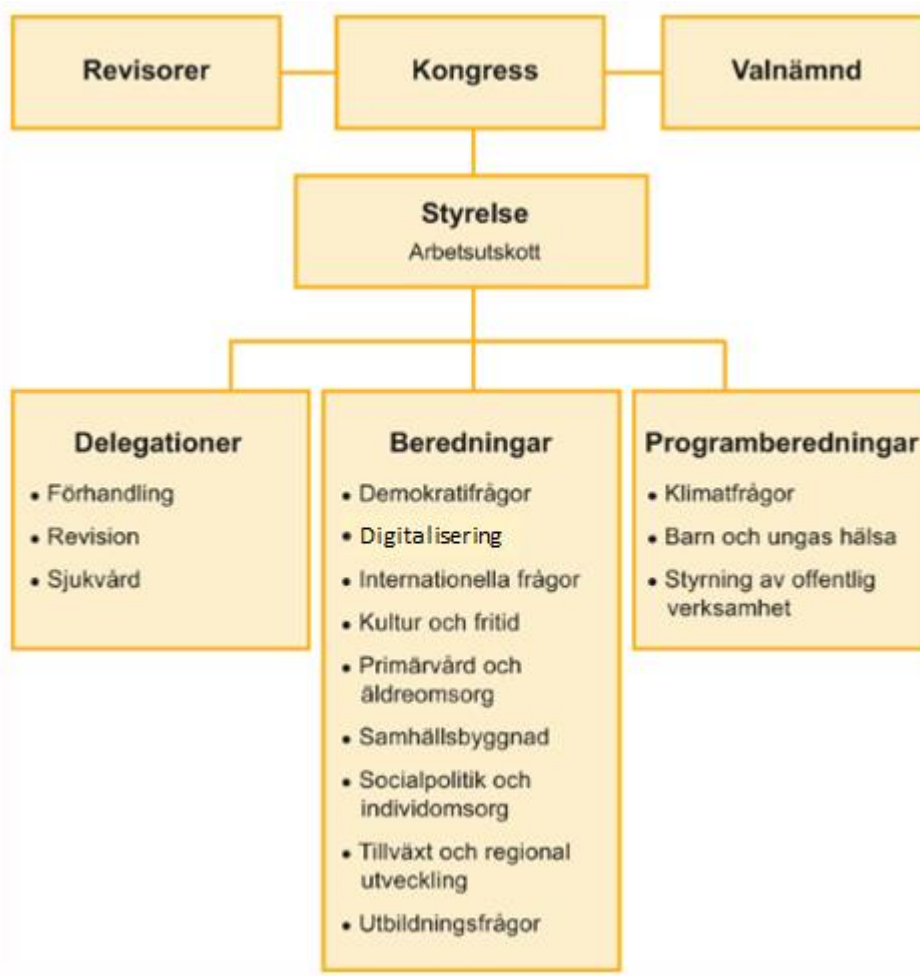 Revisorer
Kongress
Valnämnd
Styrelse
Arbetsutskott
Delegationer
• Förhandling
• Revision
• Sjukvård
Beredningar
• Demokratifrågor
• Digitalisering
• Internationella frågor
• Kultur och fritid
• Primärvård och
äldreomsorg
• Samhällsbyggnad
• Socialpolitik och
individomsorg
• Tillväxt och regional
utveckling
• Utbildningsfrågor
Programberedningar
• Klimatfrågor
• Barn och ungas hälsa
• Styrning av offentlig
verksamhet